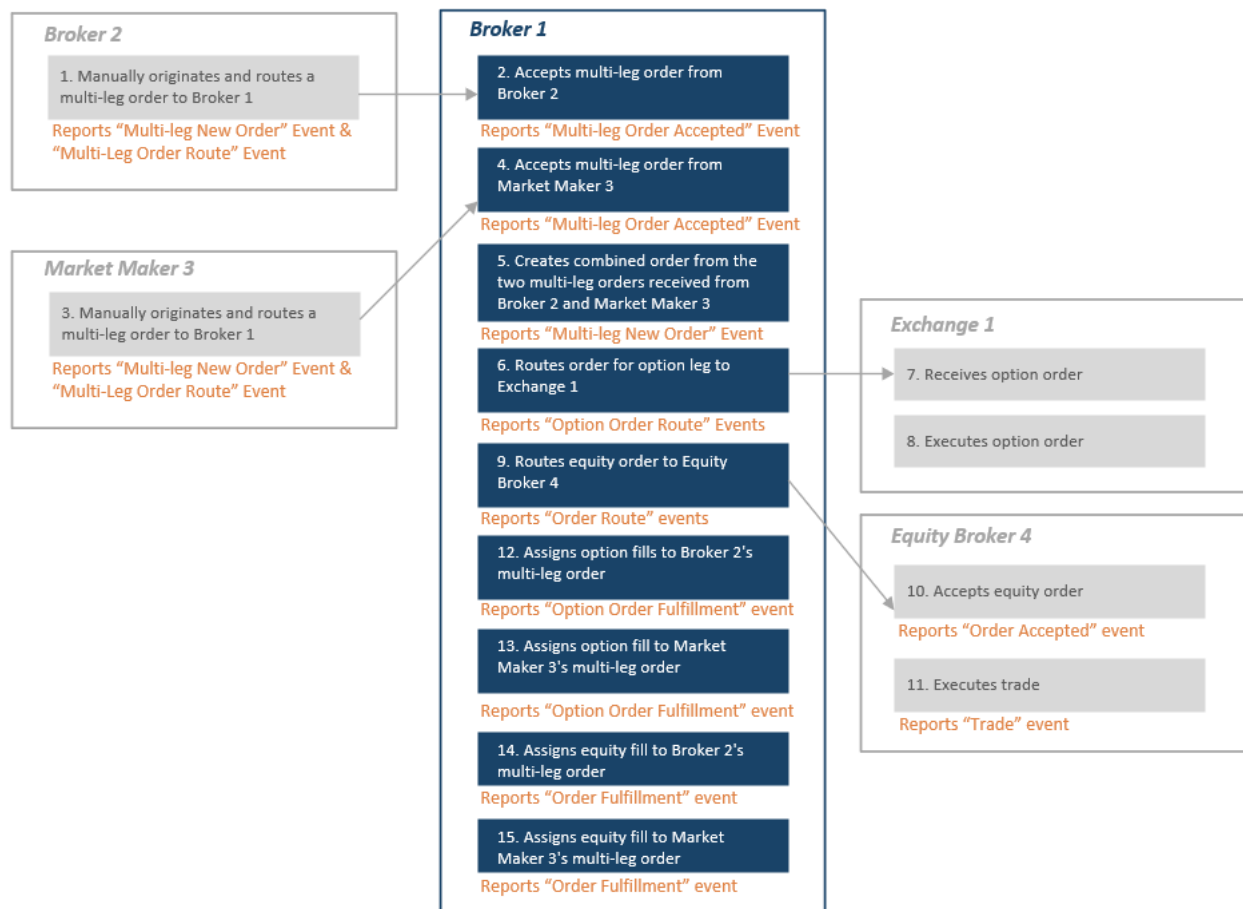 Broker 2
1. Manually originates and routes a
multi-leg order to Broker 1
Reports “Multi-leg New Order” Event &
“Multi-Leg Order Route” Event
Market Maker 3
3. Manually originates and routes a
multi-leg order to Broker 1
Reports “Multi-leg New Order” Event &
“Multi-Leg Order Route” Event
Broker 1
2. Accepts multi-leg order from
Broker 2
Reports “Multi-leg Order Accepted” Event
4. Accepts multi-leg order from
Market Maker 3
Reports “Multi-leg Order Accepted” Event
5. Creates combined order from the
two multi-leg orders received from
Broker 2 and Market Maker 3
Reports “Multi-leg New Order” Event
6. Routes order for option leg to
Exchange 1
Reports “Option Order Route” Events
9. Routes equity order to Equity
Broker 4
Reports “Order Route” events
12. Assigns option fills to Broker 2's
multi-leg order
Reports “Option Order Fulfillment” event
13. Assigns option fill to Market
Maker 3's multi-leg order
Reports “Option Order Fulfillment” event
14. Assigns equity fill to Broker 2's
multi-leg order
Reports “Order Fulfillment” event
15. Assigns equity fill to Market
Maker 3's multi-leg order
Reports “Order Fulfillment” event
Exchange 1
7. Receives option order
8. Executes option order
Equity Broker 4
10. Accepts equity order
Reports “Order Accepted” event
11. Executes trade
Reports “Trade” event